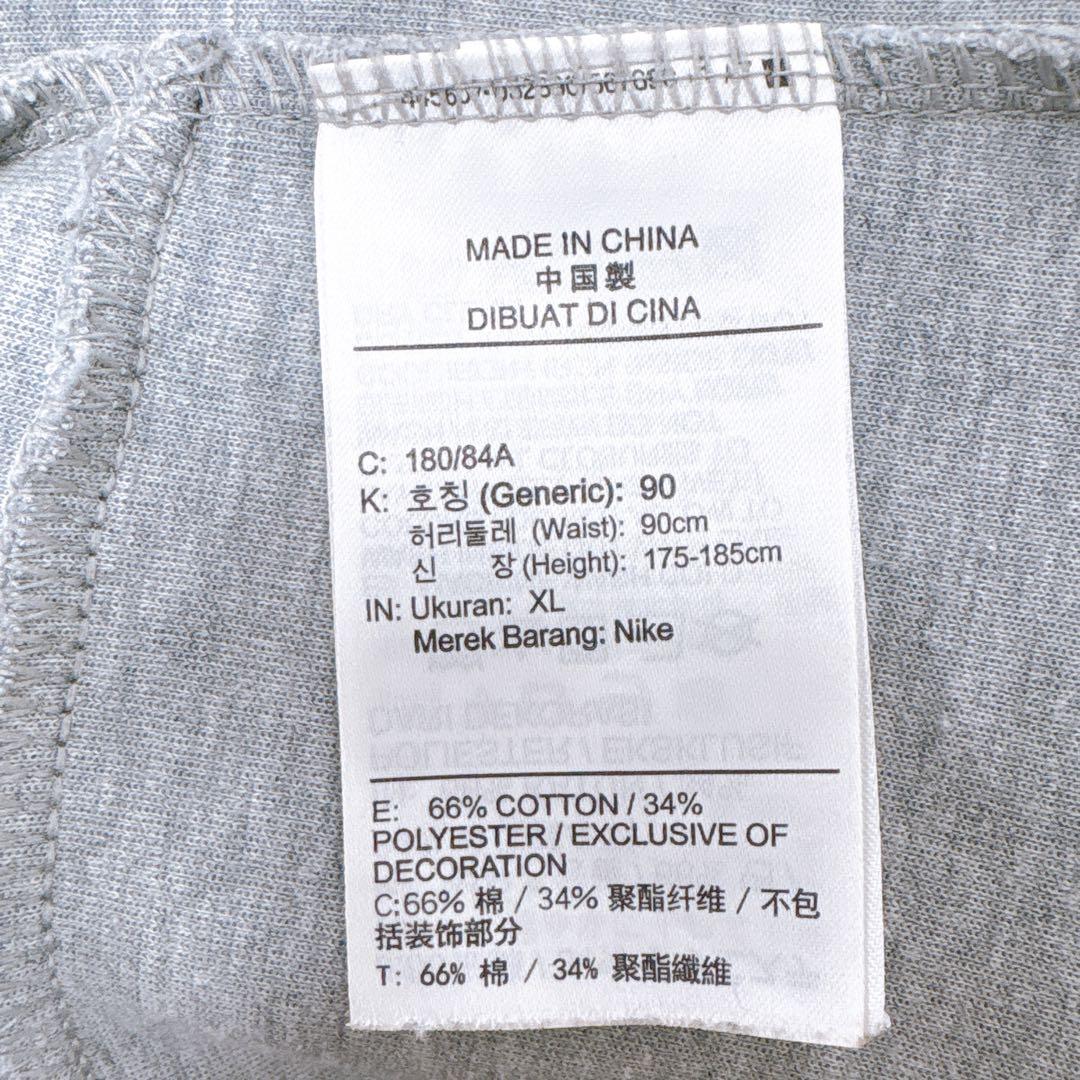 MADE IN CHINA
中国製
DIBUAT DI CINA
C: 180/84A
K: 호칭 (Generic): 90
허리둘레 (Waist): 90cm
신 장 (Height): 175-185cm
IN: Ukuran: XL
Merek Barang: Nike
E: 66% COTTON / 34%
POLYESTER / EXCLUSIVE OF
DECORATION
C:66% 棉 / 34% 聚酯纤维 / 不包
括装饰部分
T: 66% 棉 / 34% 聚酯纖維